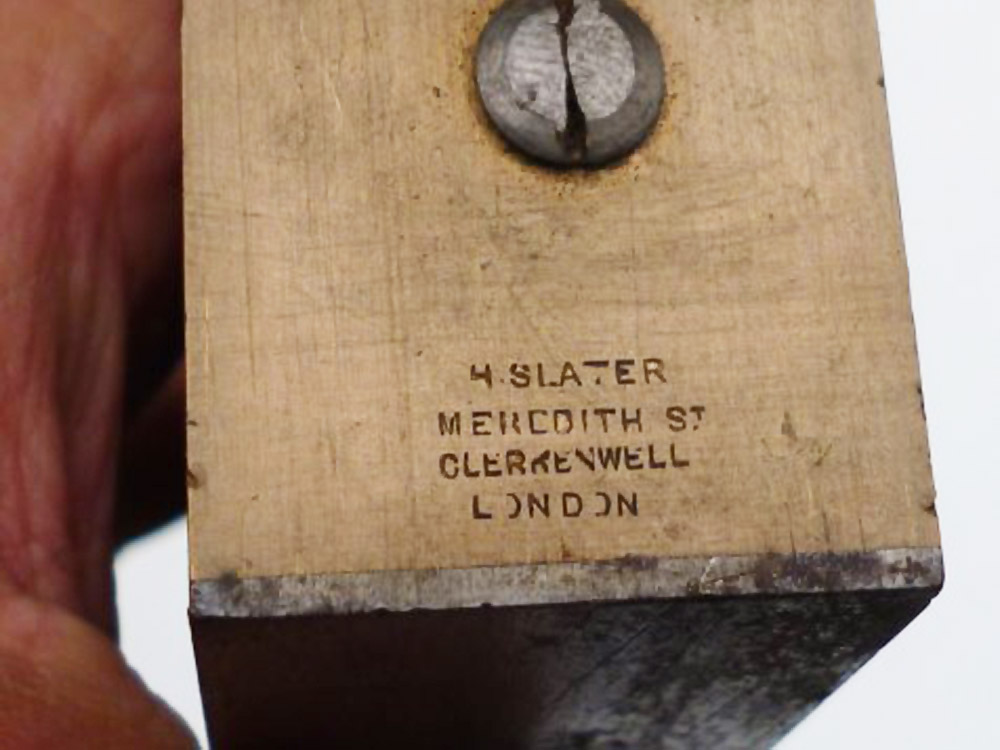 H. SLATER
MEREDITH ST
CLERKENWELL
LONDON